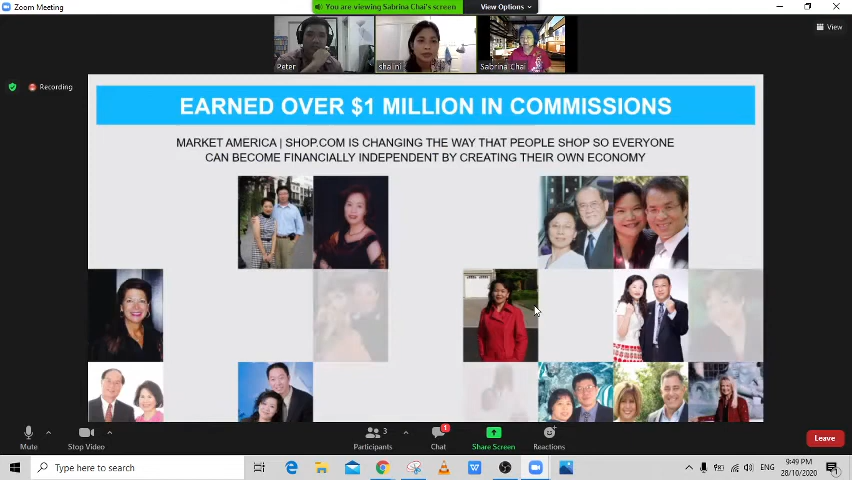 Zoom Meeting
You are viewing Sabrina Chai's screen
View Options
View
Peter
shalini
Sabrina Chai
Recording
EARNED OVER $1 MILLION IN COMMISSIONS
MARKET AMERICA | SHOP.COM IS CHANGING THE WAY THAT PEOPLE SHOP SO EVERYONE
CAN BECOME FINANCIALLY INDEPENDENT BY CREATING THEIR OWN ECONOMY
3
1
Mute
Stop Video
Participants
Chat
Share Screen
Reactions
Leave
Type here to search
ENG
9:49 PM
28/10/2020